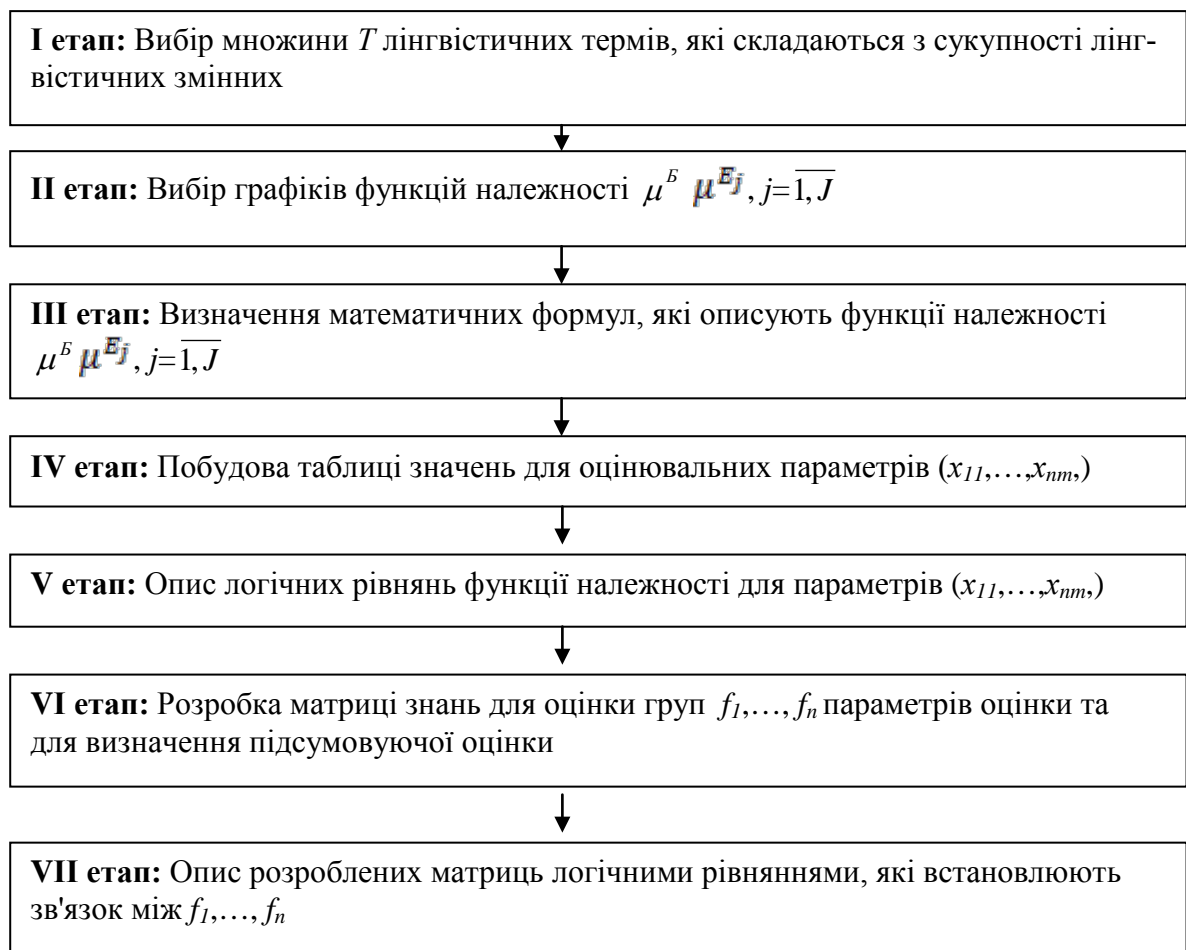 I етап: Вибір множини T лінгвістичних термів, які складаються з сукупності лінг-
вістичних змінних
II етап: Вибір графіків функцій належності μ^Б μ^Ej, j=1,J
III етап: Визначення математичних формул, які описують функції належності
μ^Б μ^Ej, j=1,J
IV етап: Побудова таблиці значень для оцінювальних параметрів (x11,…,xnm,)
V етап: Опис логічних рівнянь функції належності для параметрів (x11,…,xnm,)
VI етап: Розробка матриці знань для оцінки груп f1,…, fn параметрів оцінки та
для визначення підсумовуючої оцінки
VII етап: Опис розроблених матриць логічними рівняннями, які встановлюють
зв'язок між f1,…, fn